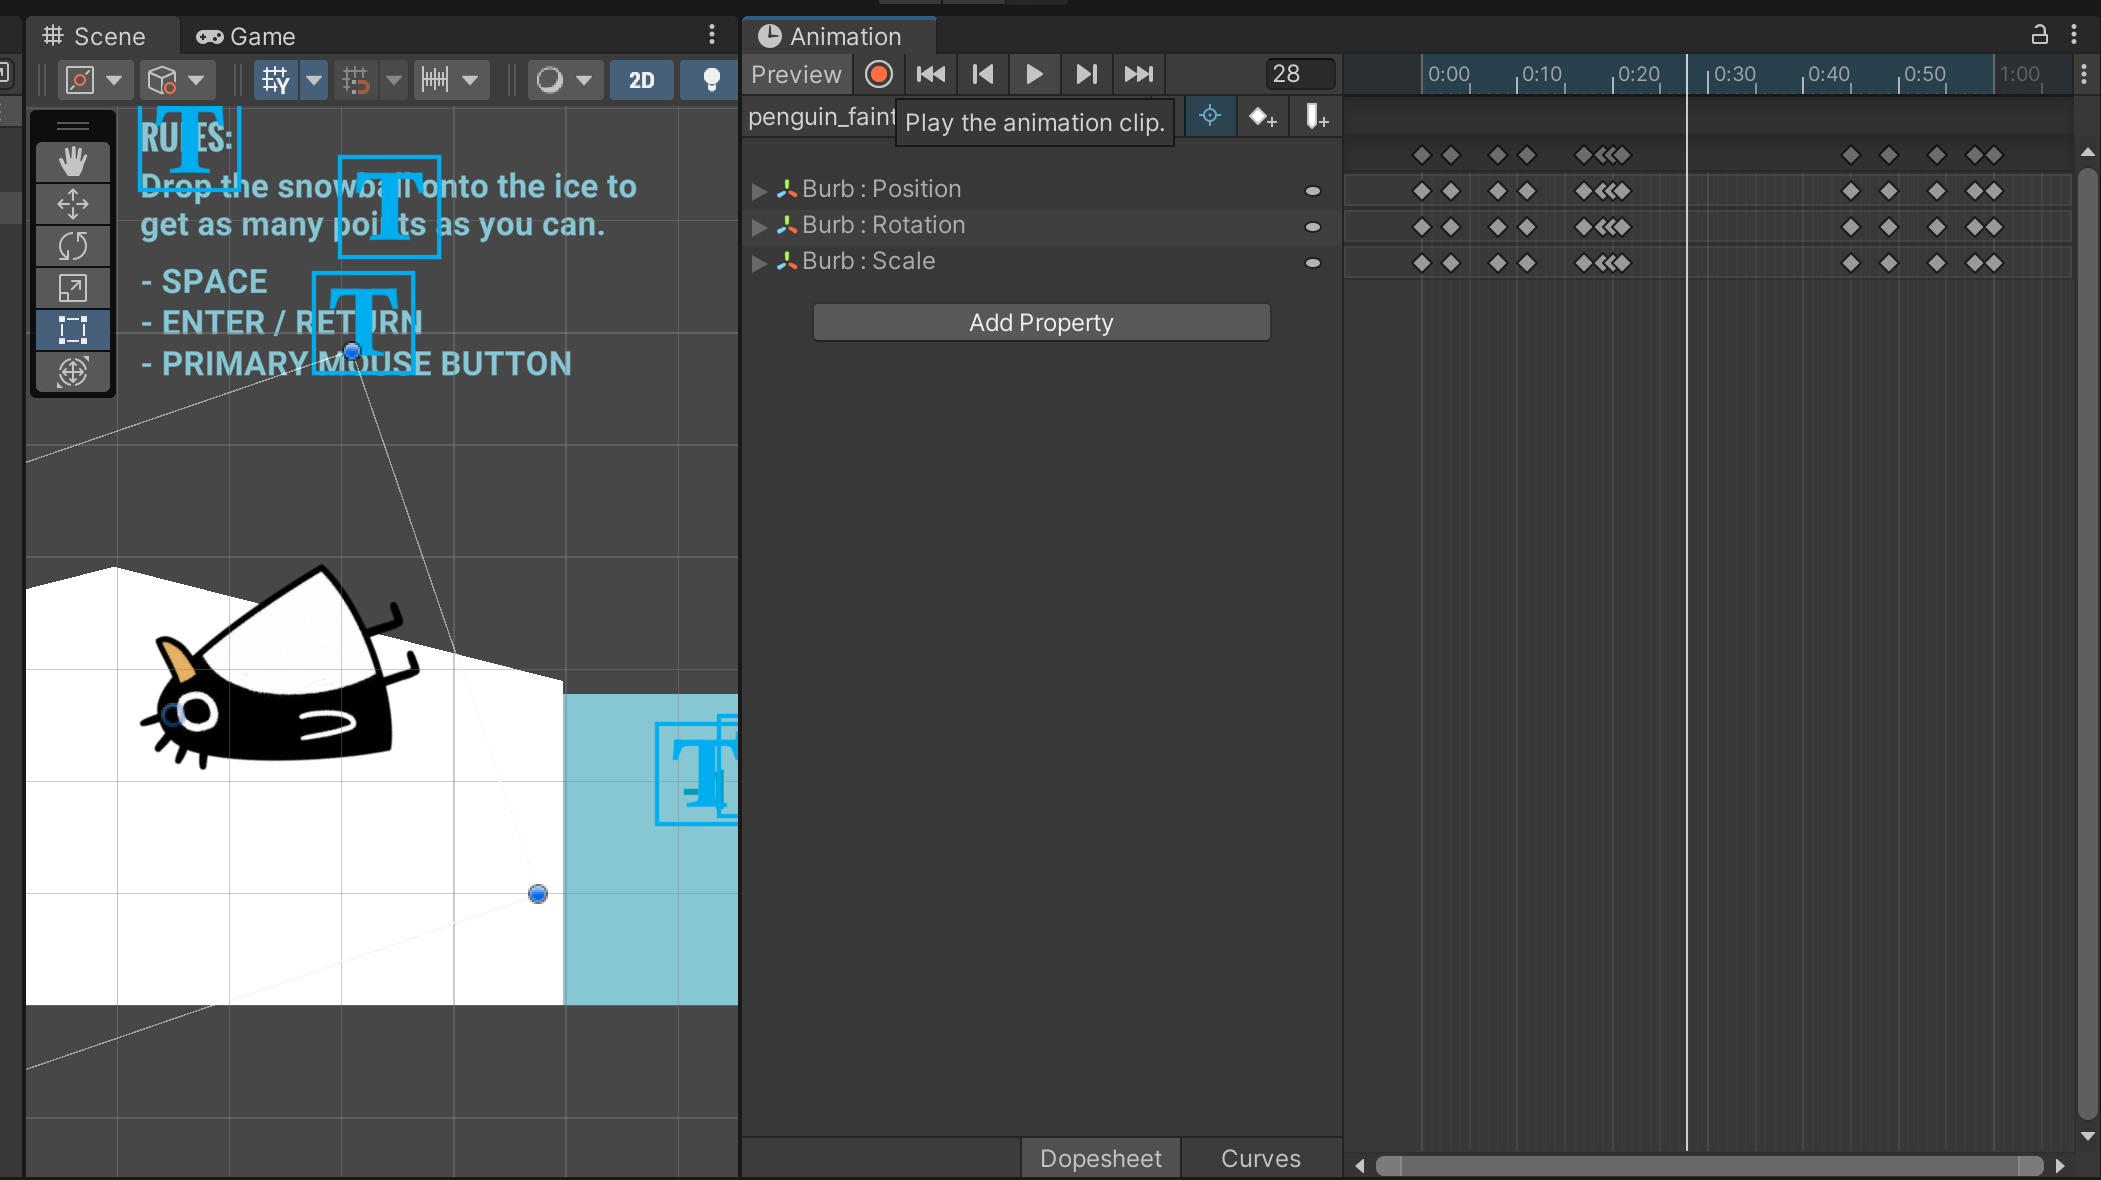 Scene
Game
Animation
2D
Preview
28
0:00
0:10
0:20
0:30
0:40
0:50
1:00
penguin_faint
Play the animation clip.
RULES:
Drop the snowball onto the ice to
get as many points as you can.
- SPACE
- ENTER / RETURN
- PRIMARY MOUSE BUTTON
T
T
T
T
Burb : Position
Burb : Rotation
Burb : Scale
Add Property
Dopesheet
Curves